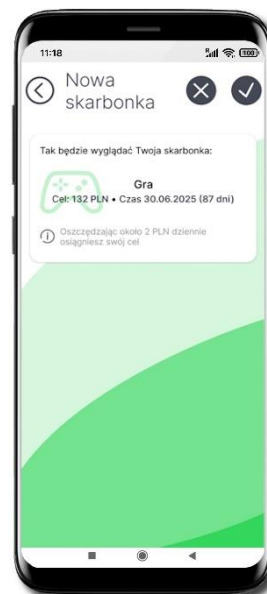 11:18
100
Nowa
skarbonka
Tak będzie wyglądać Twoja skarbonka:
Gra
Cel: 132 PLN • Czas 30.06.2025 (87 dni)
Oszczędzając około 2 PLN dziennie
osiągniesz swój cel